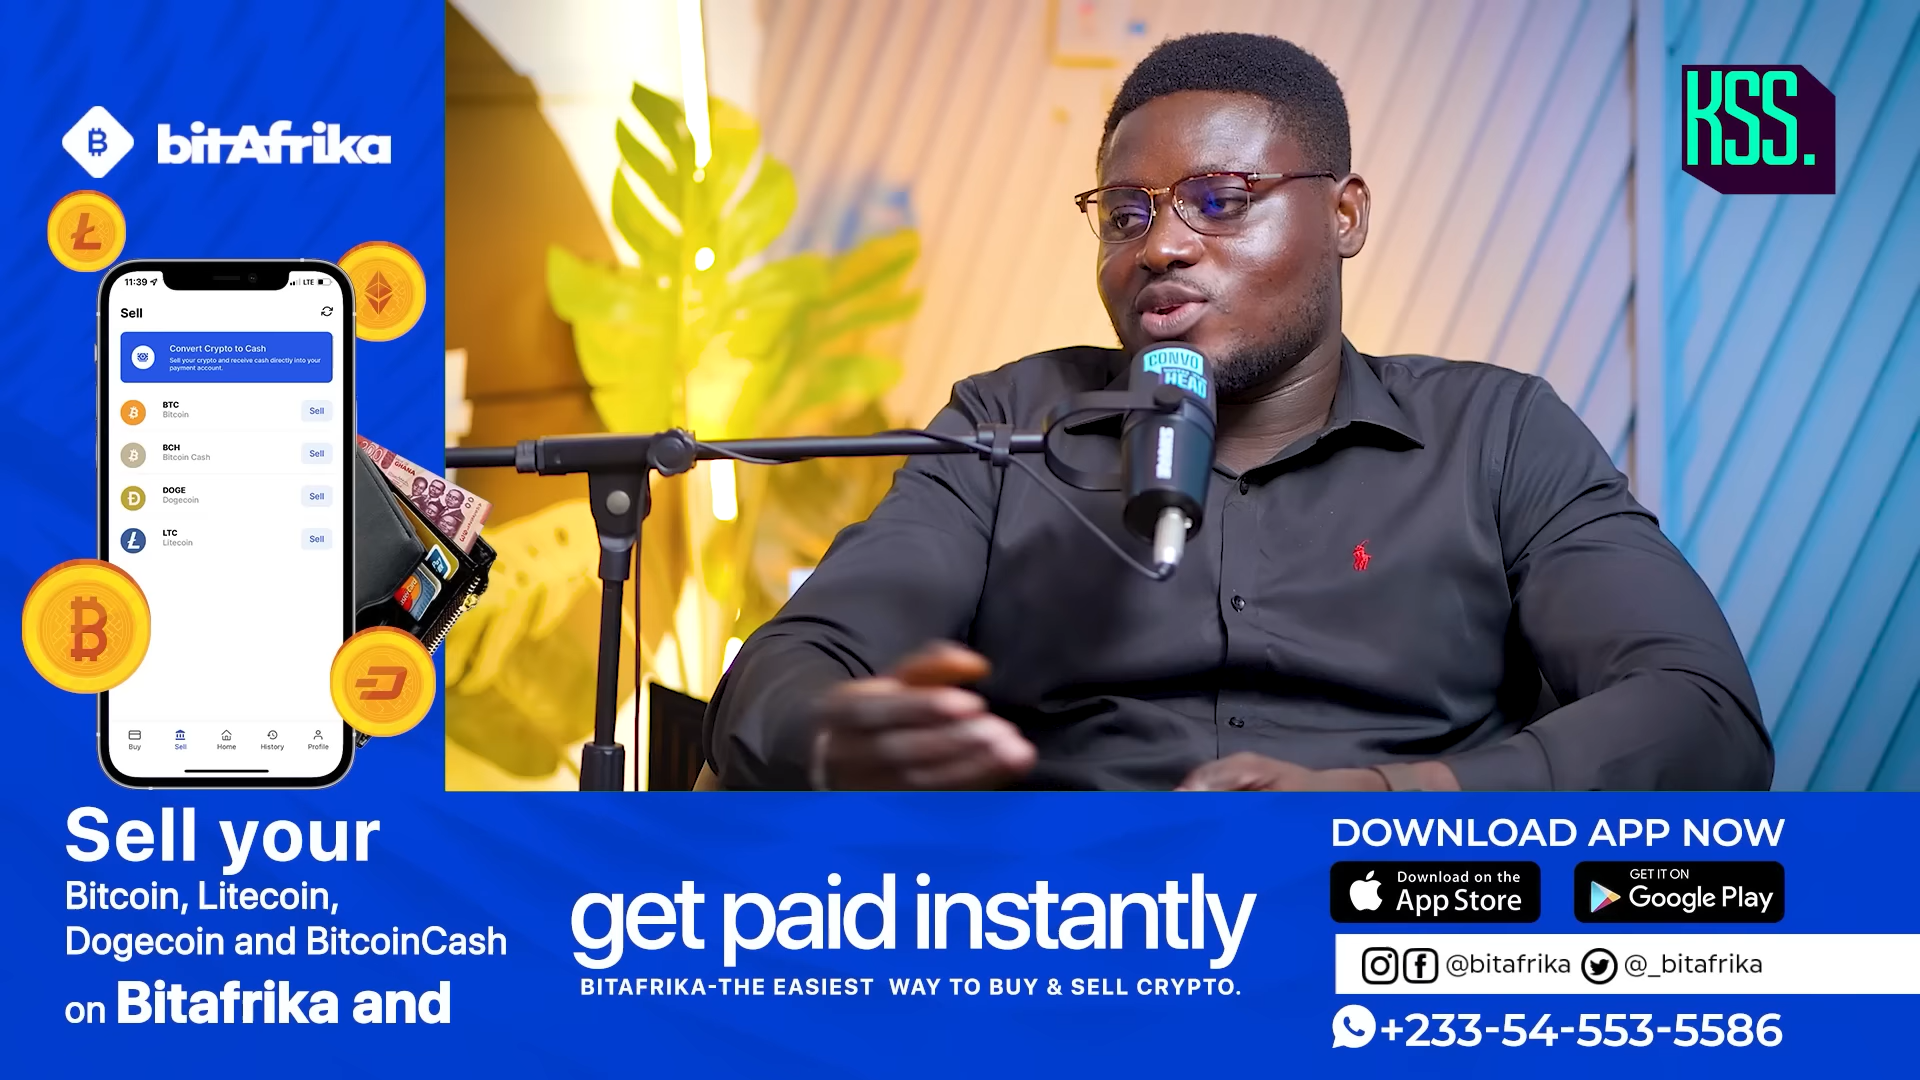 bitAfrika
KSS.
11:39
LTE
Sell
Convert Crypto to Cash
Sell your crypto and receive cash directly into your
payment account.
BTC
Bitcoin
Sell
BCH
Bitcoin Cash
Sell
DOGE
Dogecoin
Sell
LTC
Litecoin
Sell
Buy
Sell
Home
History
Profile
GHANA
CONVO
HEAD
Sell your
Bitcoin, Litecoin,
Dogecoin and BitcoinCash
on Bitafrika and
get paid instantly
BITAFRIKA-THE EASIEST WAY TO BUY & SELL CRYPTO.
DOWNLOAD APP NOW
Download on the
App Store
GET IT ON
Google Play
@bitafrika
@_bitafrika
+233-54-553-5586